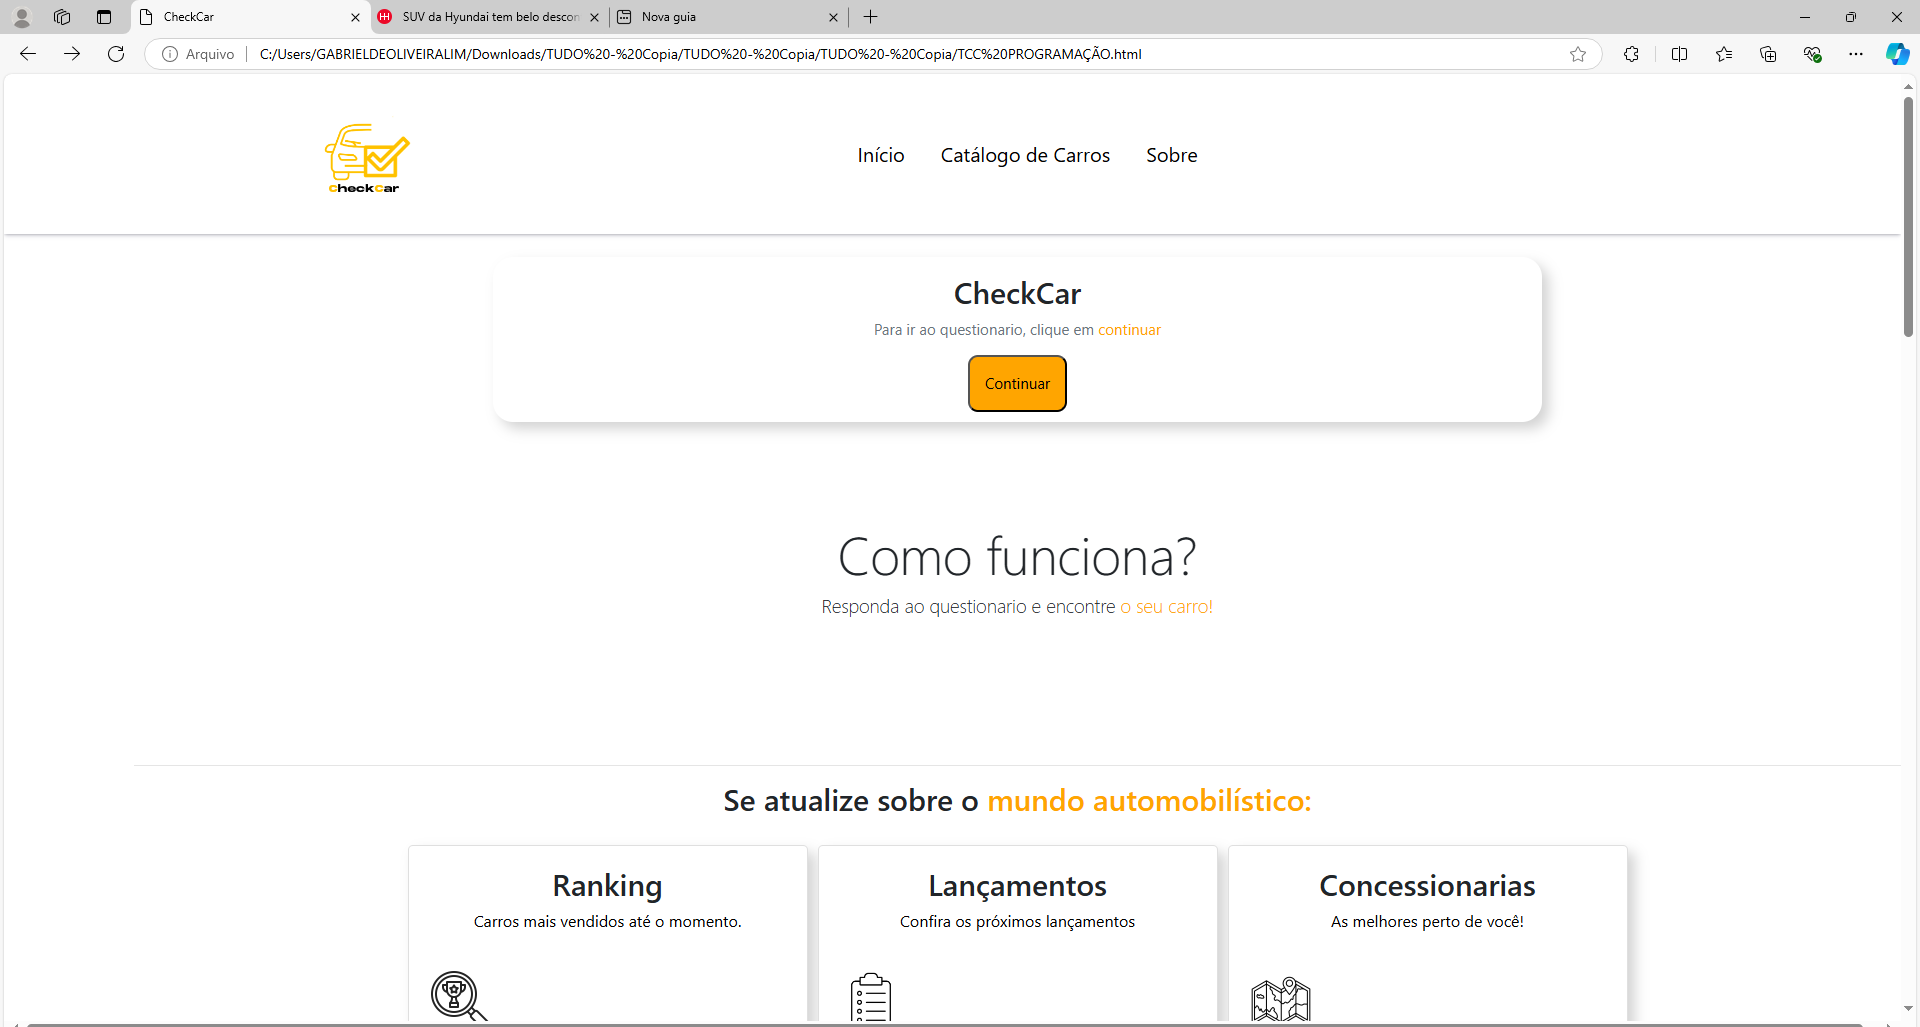 CheckCar
SUV da Hyundai tem belo descon
Nova guia
Arquivo
C:/Users/GABRIELDEOLIVEIRALIM/Downloads/TUDO%20-%20Copia/TUDO%20-%20Copia/TUDO%20-%20Copia/TCC%20PROGRAMAÇÃO.html
CheckCar
Início
Catálogo de Carros
Sobre
CheckCar
Para ir ao questionario, clique em continuar
Continuar
Como funciona?
Responda ao questionario e encontre o seu carro!
Se atualize sobre o mundo automobilístico:
Ranking
Carros mais vendidos até o momento.
Lançamentos
Confira os próximos lançamentos
Concessionarias
As melhores perto de você!